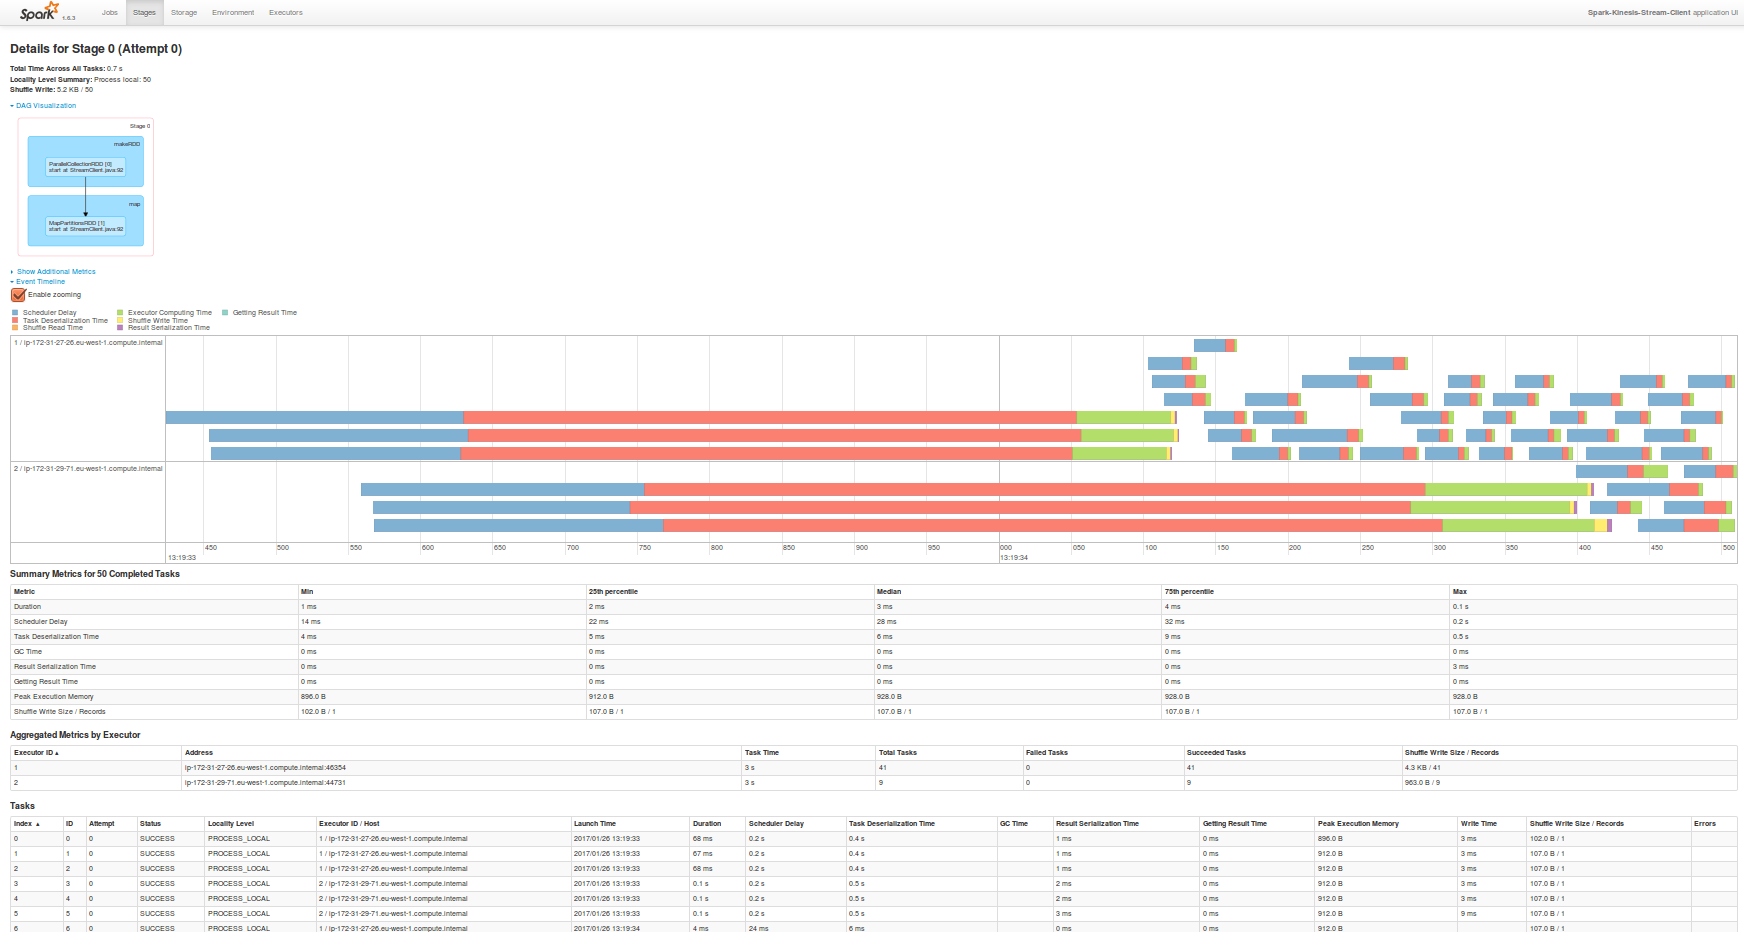 Spark 1.6.3 Jobs Stages Storage Environment Executors Spark-Kinesis-Stream-Client application UI
Details for Stage 0 (Attempt 0)
Total Time Across All Tasks: 0.7 s
Locality Level Summary: Process local: 50
Shuffle Write: 5.2 KB / 50
DAG Visualization
Stage 0
makeRDD
ParallelCollectionRDD [0]
start at StreamClient.java:92
map
MapPartitionsRDD [1]
start at StreamClient.java:92
Show Additional Metrics
Event Timeline
Enable zooming
Scheduler Delay Executor Computing Time Getting Result Time
Task Deserialization Time Shuffle Write Time
Shuffle Read Time Result Serialization Time
1 / ip-172-31-27-26.eu-west-1.compute.internal
2 / ip-172-31-29-71.eu-west-1.compute.internal
450 500 550 600 650 700 750 800 850 900 950 000 050 100 150 200 250 300 350 400 450 500
13:19:33 13:19:34
Summary Metrics for 50 Completed Tasks
Metric Min 25th percentile Median 75th percentile Max
Duration 1 ms 2 ms 3 ms 4 ms 0.1 s
Scheduler Delay 14 ms 22 ms 28 ms 32 ms 0.2 s
Task Deserialization Time 4 ms 5 ms 6 ms 9 ms 0.5 s
GC Time 0 ms 0 ms 0 ms 0 ms 0 ms
Result Serialization Time 0 ms 0 ms 0 ms 0 ms 3 ms
Getting Result Time 0 ms 0 ms 0 ms 0 ms 0 ms
Peak Execution Memory 896.0 B 912.0 B 928.0 B 928.0 B 928.0 B
Shuffle Write Size / Records 102.0 B / 1 107.0 B / 1 107.0 B / 1 107.0 B / 1 107.0 B / 1
Aggregated Metrics by Executor
Executor ID Address Task Time Total Tasks Failed Tasks Succeeded Tasks Shuffle Write Size / Records
1 ip-172-31-27-26.eu-west-1.compute.internal:46354 3 s 41 0 41 4.3 KB / 41
2 ip-172-31-29-71.eu-west-1.compute.internal:44731 3 s 9 0 9 963.0 B / 9
Tasks
Index ID Attempt Status Locality Level Executor ID / Host Launch Time Duration Scheduler Delay Task Deserialization Time GC Time Result Serialization Time Getting Result Time Peak Execution Memory Write Time Shuffle Write Size / Records Errors
0 0 0 SUCCESS PROCESS_LOCAL 1 / ip-172-31-27-26.eu-west-1.compute.internal 2017/01/26 13:19:33 68 ms 0.2 s 0.4 s 1 ms 0 ms 896.0 B 3 ms 102.0 B / 1
1 1 0 SUCCESS PROCESS_LOCAL 1 / ip-172-31-27-26.eu-west-1.compute.internal 2017/01/26 13:19:33 67 ms 0.2 s 0.4 s 1 ms 0 ms 912.0 B 3 ms 107.0 B / 1
2 2 0 SUCCESS PROCESS_LOCAL 1 / ip-172-31-27-26.eu-west-1.compute.internal 2017/01/26 13:19:33 68 ms 0.2 s 0.4 s 1 ms 0 ms 912.0 B 3 ms 107.0 B / 1
3 3 0 SUCCESS PROCESS_LOCAL 2 / ip-172-31-29-71.eu-west-1.compute.internal 2017/01/26 13:19:33 0.1 s 0.2 s 0.5 s 2 ms 0 ms 912.0 B 3 ms 107.0 B / 1
4 4 0 SUCCESS PROCESS_LOCAL 2 / ip-172-31-29-71.eu-west-1.compute.internal 2017/01/26 13:19:33 0.1 s 0.2 s 0.5 s 2 ms 0 ms 912.0 B 3 ms 107.0 B / 1
5 5 0 SUCCESS PROCESS_LOCAL 2 / ip-172-31-29-71.eu-west-1.compute.internal 2017/01/26 13:19:33 0.1 s 0.2 s 0.5 s 3 ms 0 ms 912.0 B 9 ms 107.0 B / 1
6 6 0 SUCCESS PROCESS_LOCAL 1 / ip-172-31-27-26.eu-west-1.compute.internal 2017/01/26 13:19:34 4 ms 24 ms 6 ms 0 ms 0 ms 928.0 B 107.0 B / 1